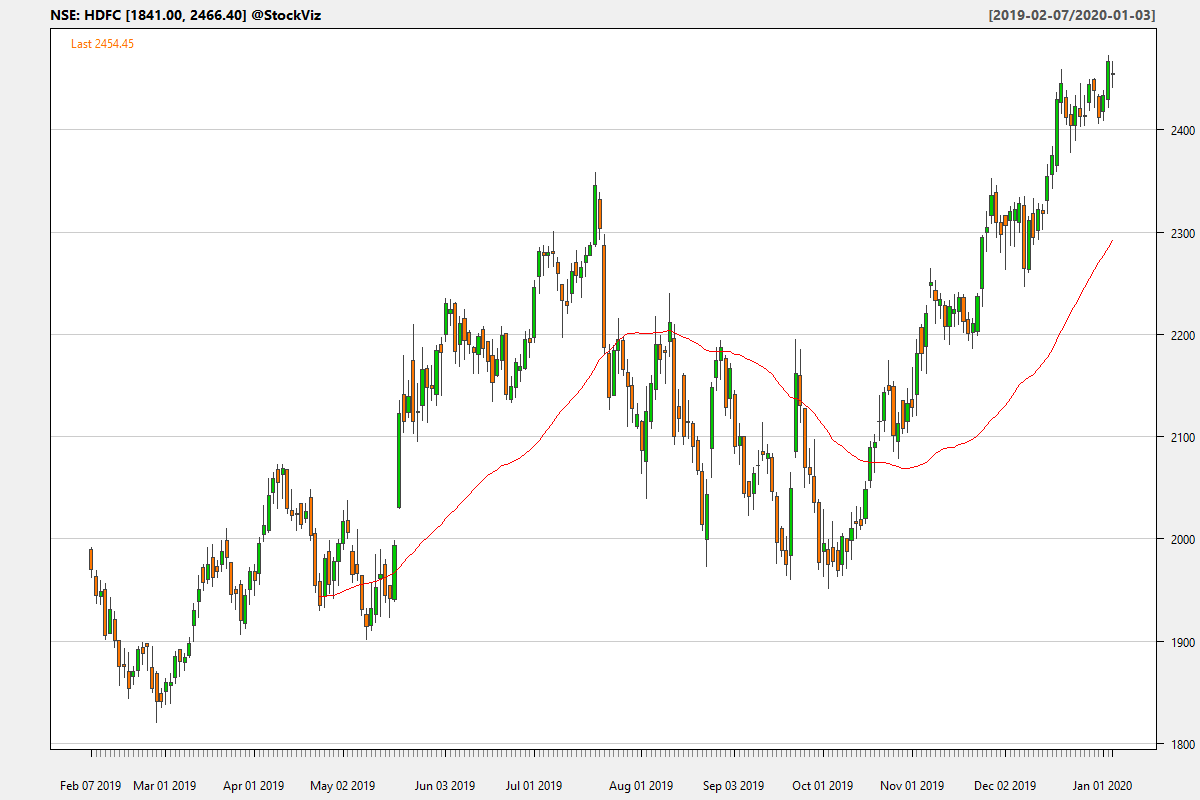 NSE: HDFC [1841.00, 2466.40] @StockViz [2019-02-07/2020-01-03]
Last 2454.45
2400
2300
2200
2100
2000
1900
1800
Feb 07 2019 Mar 01 2019 Apr 01 2019 May 02 2019 Jun 03 2019 Jul 01 2019 Aug 01 2019 Sep 03 2019 Oct 01 2019 Nov 01 2019 Dec 02 2019 Jan 01 2020